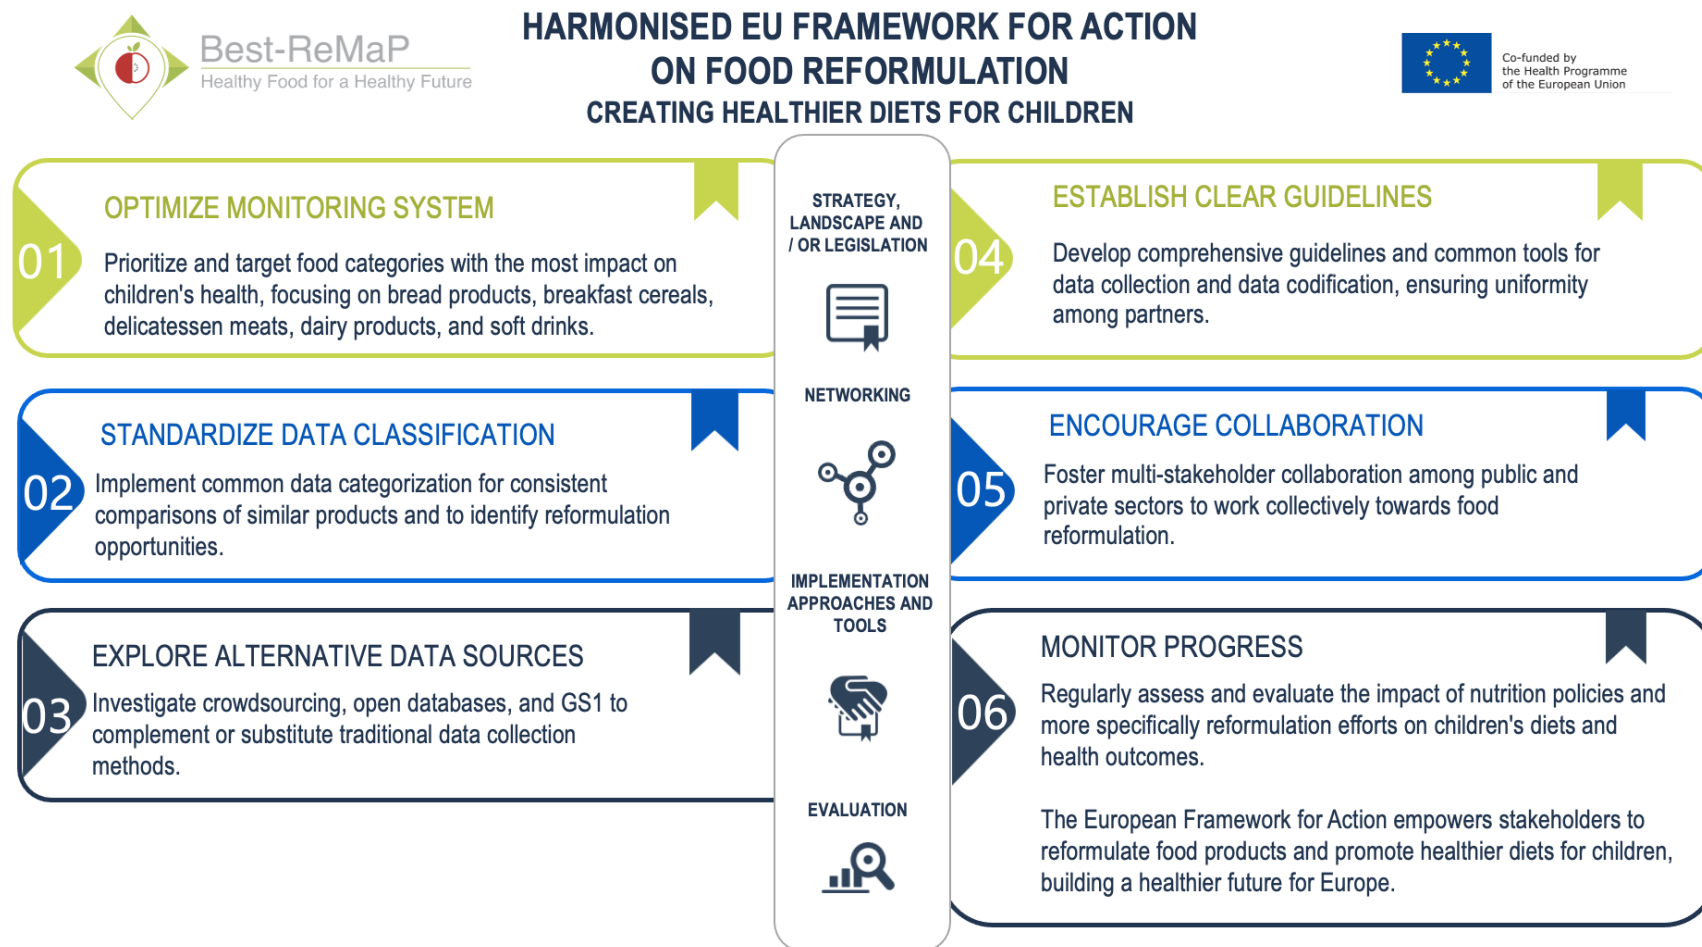 Best-ReMaP
Healthy Food for a Healthy Future
HARMONISED EU FRAMEWORK FOR ACTION
ON FOOD REFORMULATION
CREATING HEALTHIER DIETS FOR CHILDREN
Co-funded by
the Health Programme
of the European Union
01
OPTIMIZE MONITORING SYSTEM
Prioritize and target food categories with the most impact on
children's health, focusing on bread products, breakfast cereals,
delicatessen meats, dairy products, and soft drinks.
02
STANDARDIZE DATA CLASSIFICATION
Implement common data categorization for consistent
comparisons of similar products and to identify reformulation
opportunities.
03
EXPLORE ALTERNATIVE DATA SOURCES
Investigate crowdsourcing, open databases, and GS1 to
complement or substitute traditional data collection
methods.
STRATEGY,
LANDSCAPE AND
/ OR LEGISLATION
NETWORKING
IMPLEMENTATION
APPROACHES AND
TOOLS
EVALUATION
04
ESTABLISH CLEAR GUIDELINES
Develop comprehensive guidelines and common tools for
data collection and data codification, ensuring uniformity
among partners.
05
ENCOURAGE COLLABORATION
Foster multi-stakeholder collaboration among public and
private sectors to work collectively towards food
reformulation.
06
MONITOR PROGRESS
Regularly assess and evaluate the impact of nutrition policies and
more specifically reformulation efforts on children's diets and
health outcomes.
The European Framework for Action empowers stakeholders to
reformulate food products and promote healthier diets for children,
building a healthier future for Europe.